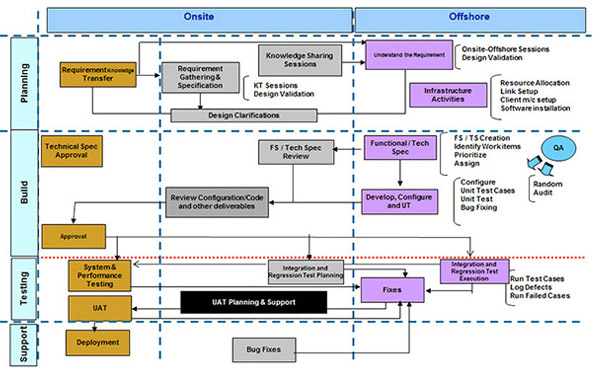 Onsite
Offshore
Planning
Requirement Knowledge
Transfer
Requirement
Gathering &
Specification
Knowledge Sharing
Sessions
Understand the Requirement
Onsite-Offshore Sessions
Design Validation
KT Sessions
Design Validation
Infrastructure
Activities
Resource Allocation
Link Setup
Client m/c setup
Software installation
Design Clarifications
Build
Technical Spec
Approval
FS / Tech Spec
Review
Functional / Tech
Spec
FS / TS Creation
Identify Workitems
Prioritize
Assign
QA
Random
Audit
Review Configuration/Code
and other deliverables
Develop, Configure
and UT
Configure
Unit Test Cases
Unit Test
Bug Fixing
Approval
Testing
System &
Performance
Testing
Integration and
Regression Test Planning
Integration and
Regression Test
Execution
Fixes
Run Test Cases
Log Defects
Run Failed Cases
UAT
UAT Planning & Support
Support
Deployment
Bug Fixes